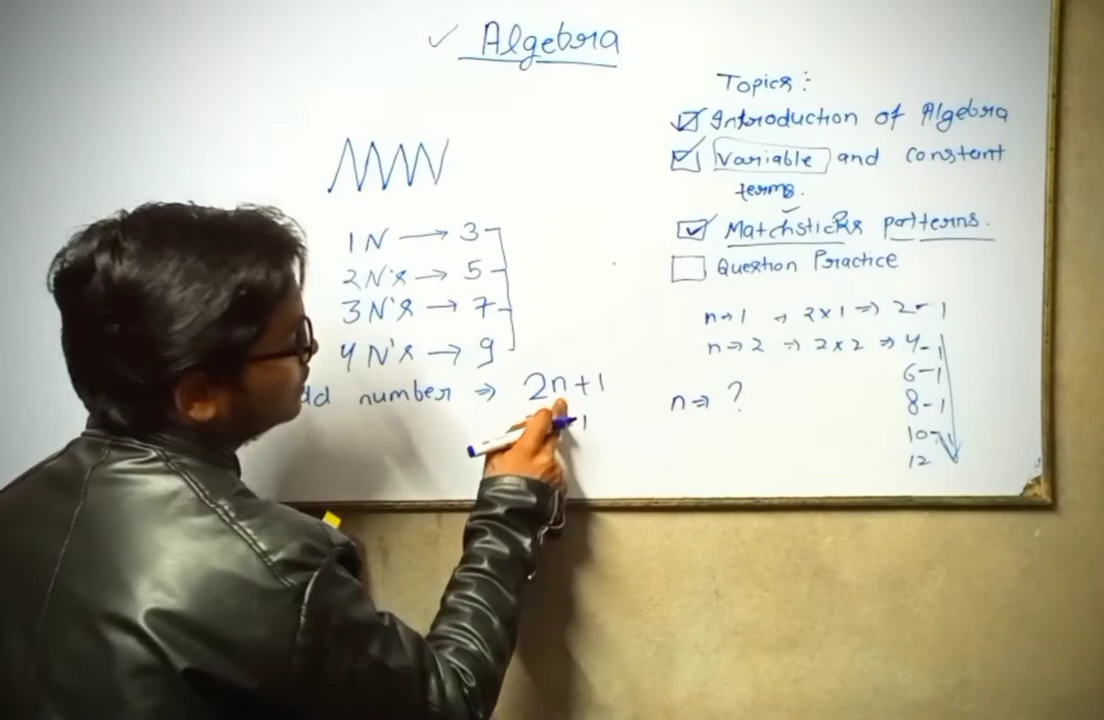 ✓ Algebra
Topics:
☑ Introduction of Algebra
☑ Variable and constant
terms.
☑ Matchsticks patterns.
☐ Question Practice
1N → 3
2N's → 5
3N's → 7
4N's → 9
number ⇒ 2n+1
1
n→1 → 2×1 ⇒ 2-1
n⇒2 ⇒ 2×2 ⇒ 4-1
6-1
8-1
10-
12
n⇒ ?